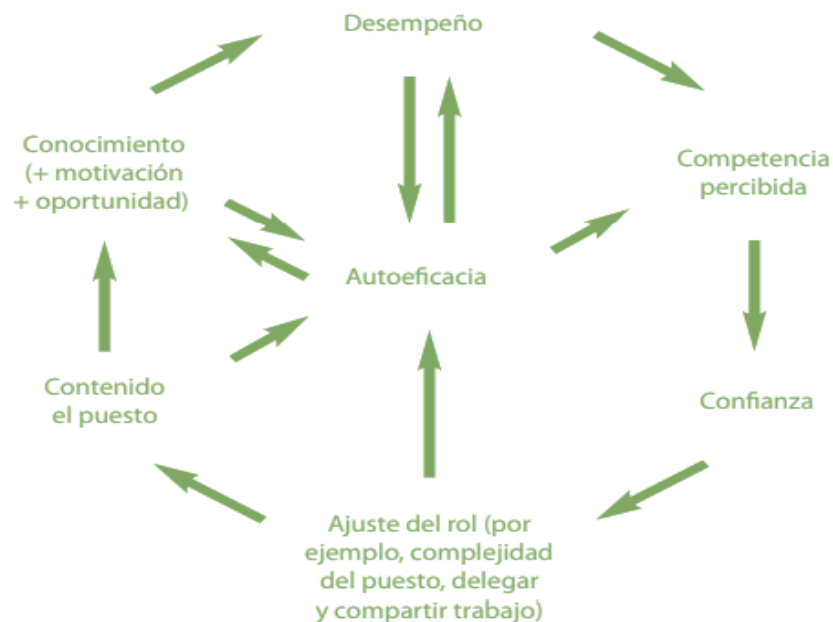 Desempeño
Conocimiento
(+ motivación
+ oportunidad)
Competencia
percibida
Autoeficacia
Contenido
el puesto
Confianza
Ajuste del rol (por
ejemplo, complejidad
del puesto, delegar
y compartir trabajo)